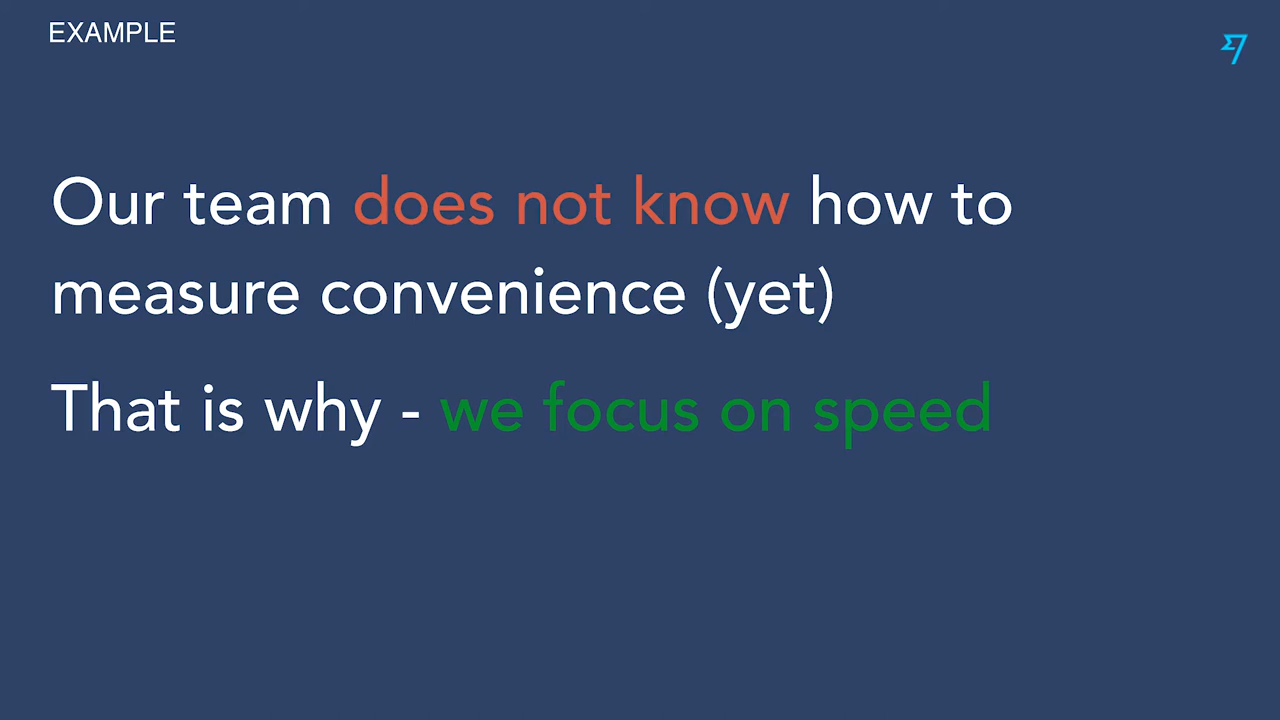 EXAMPLE
Our team does not know how to
measure convenience (yet)
That is why - we focus on speed